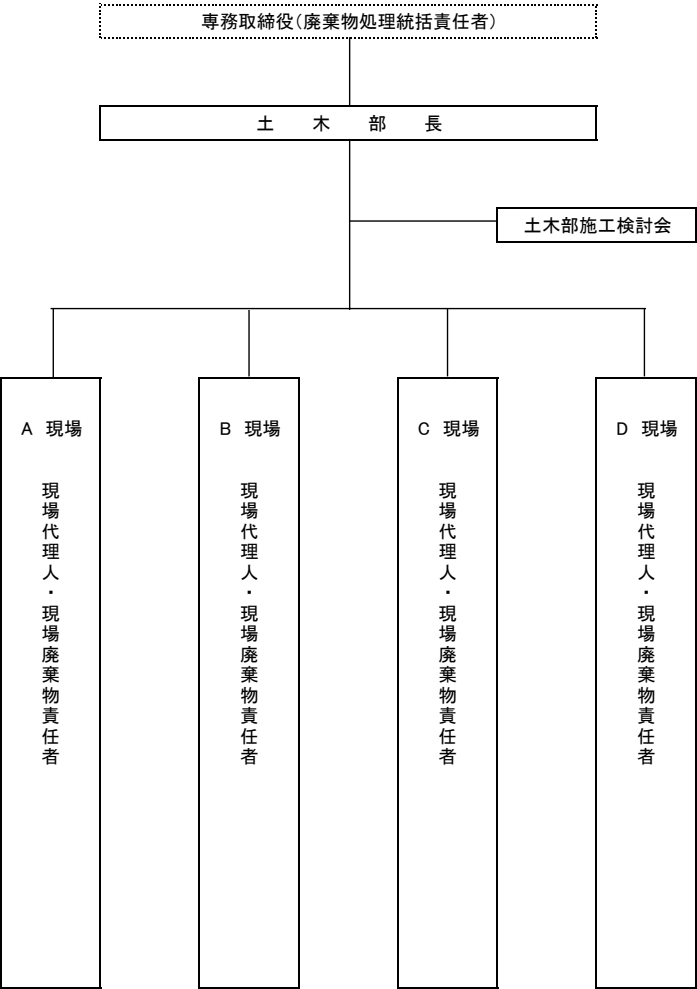 専務取締役(廃棄物処理統括責任者)
土　木　部　長
土木部施工検討会
A 現場
現場代理人・現場廃棄物責任者
B 現場
現場代理人・現場廃棄物責任者
C 現場
現場代理人・現場廃棄物責任者
D 現場
現場代理人・現場廃棄物責任者